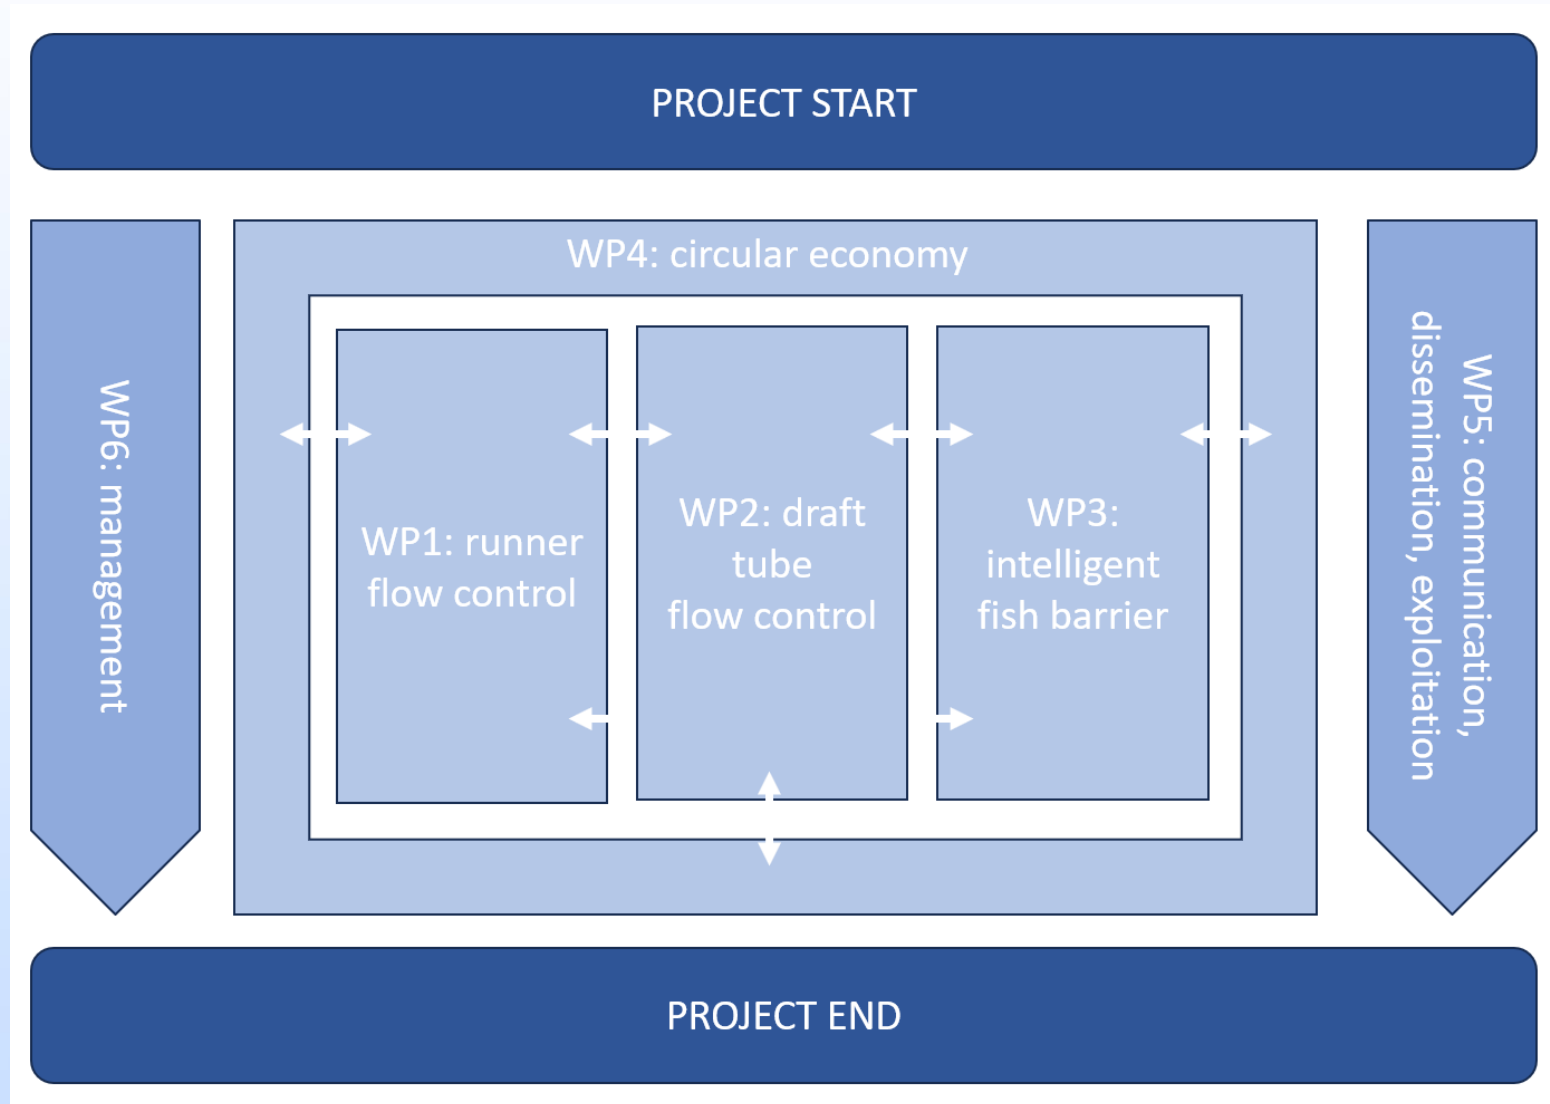 PROJECT START
WP6: management
WP4: circular economy
WP1: runner
flow control
WP2: draft
tube
flow control
WP3:
intelligent
fish barrier
WP5: communication,
dissemination, exploitation
PROJECT END